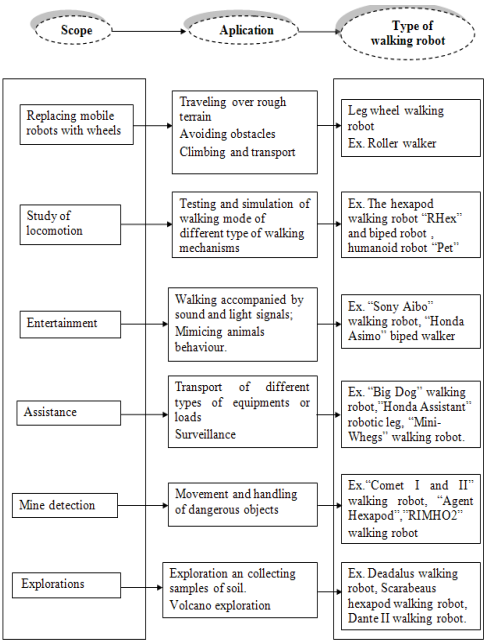 Scope
Aplication
Type of
walking robot
Replacing mobile
robots with wheels
Traveling over rough
terrain
Avoiding obstacles
Climbing and transport
Leg wheel walking
robot
Ex. Roller walker
Study of
locomotion
Testing and simulation of
walking mode of
different type of walking
mechanisms
Ex. The hexapod
walking robot “RHex”
and biped robot ,
humanoid robot “Pet”
Entertainment
Walking accompanied by
sound and light signals;
Mimicing animals
behaviour.
Ex. “Sony Aibo”
walking robot, “Honda
Asimo” biped walker
Assistance
Transport of different
types of equipments or
loads
Surveillance
Ex. “Big Dog” walking
robot,”Honda Assistant”
robotic leg, “Mini-
Whegs” walking robot.
Mine detection
Movement and handling
of dangerous objects
Ex.“Comet I and II”
walking robot, “Agent
Hexapod”,”RIMHO2”
walking robot
Explorations
Exploration an collecting
samples of soil.
Volcano exploration
Ex. Deadalus walking
robot, Scarabeaus
hexapod walking robot,
Dante II walking robot.